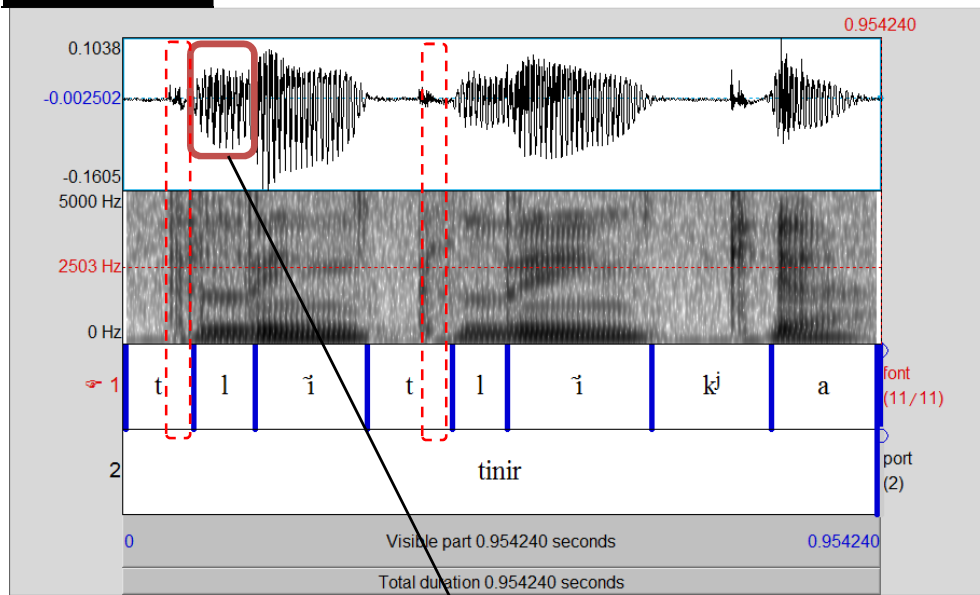 0.954240
0.1038
-0.002502
-0.1605
5000 Hz
2503 Hz
0 Hz
☞ 1 t l ĩ t l ĩ kʲ a font (11/11)
2 tinir port (2)
0 Visible part 0.954240 seconds 0.954240
Total duration 0.954240 seconds